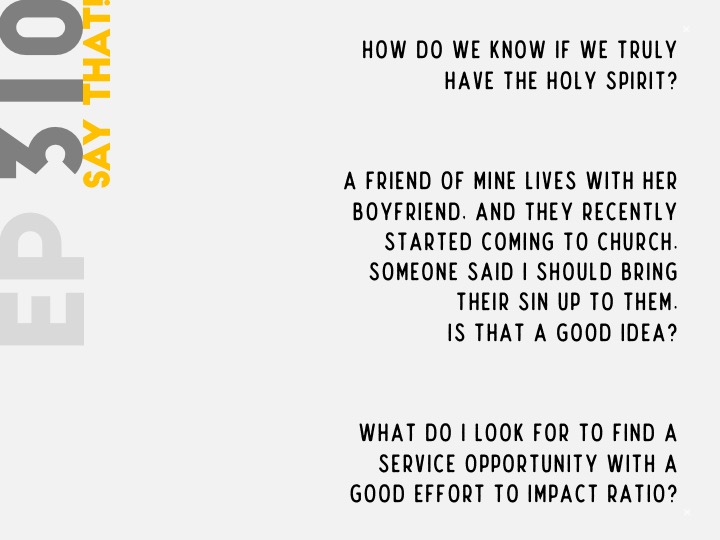 EP 310
SAY THAT!
HOW DO WE KNOW IF WE TRULY
HAVE THE HOLY SPIRIT?
A FRIEND OF MINE LIVES WITH HER
BOYFRIEND, AND THEY RECENTLY
STARTED COMING TO CHURCH.
SOMEONE SAID I SHOULD BRING
THEIR SIN UP TO THEM.
IS THAT A GOOD IDEA?
WHAT DO I LOOK FOR TO FIND A
SERVICE OPPORTUNITY WITH A
GOOD EFFORT TO IMPACT RATIO?